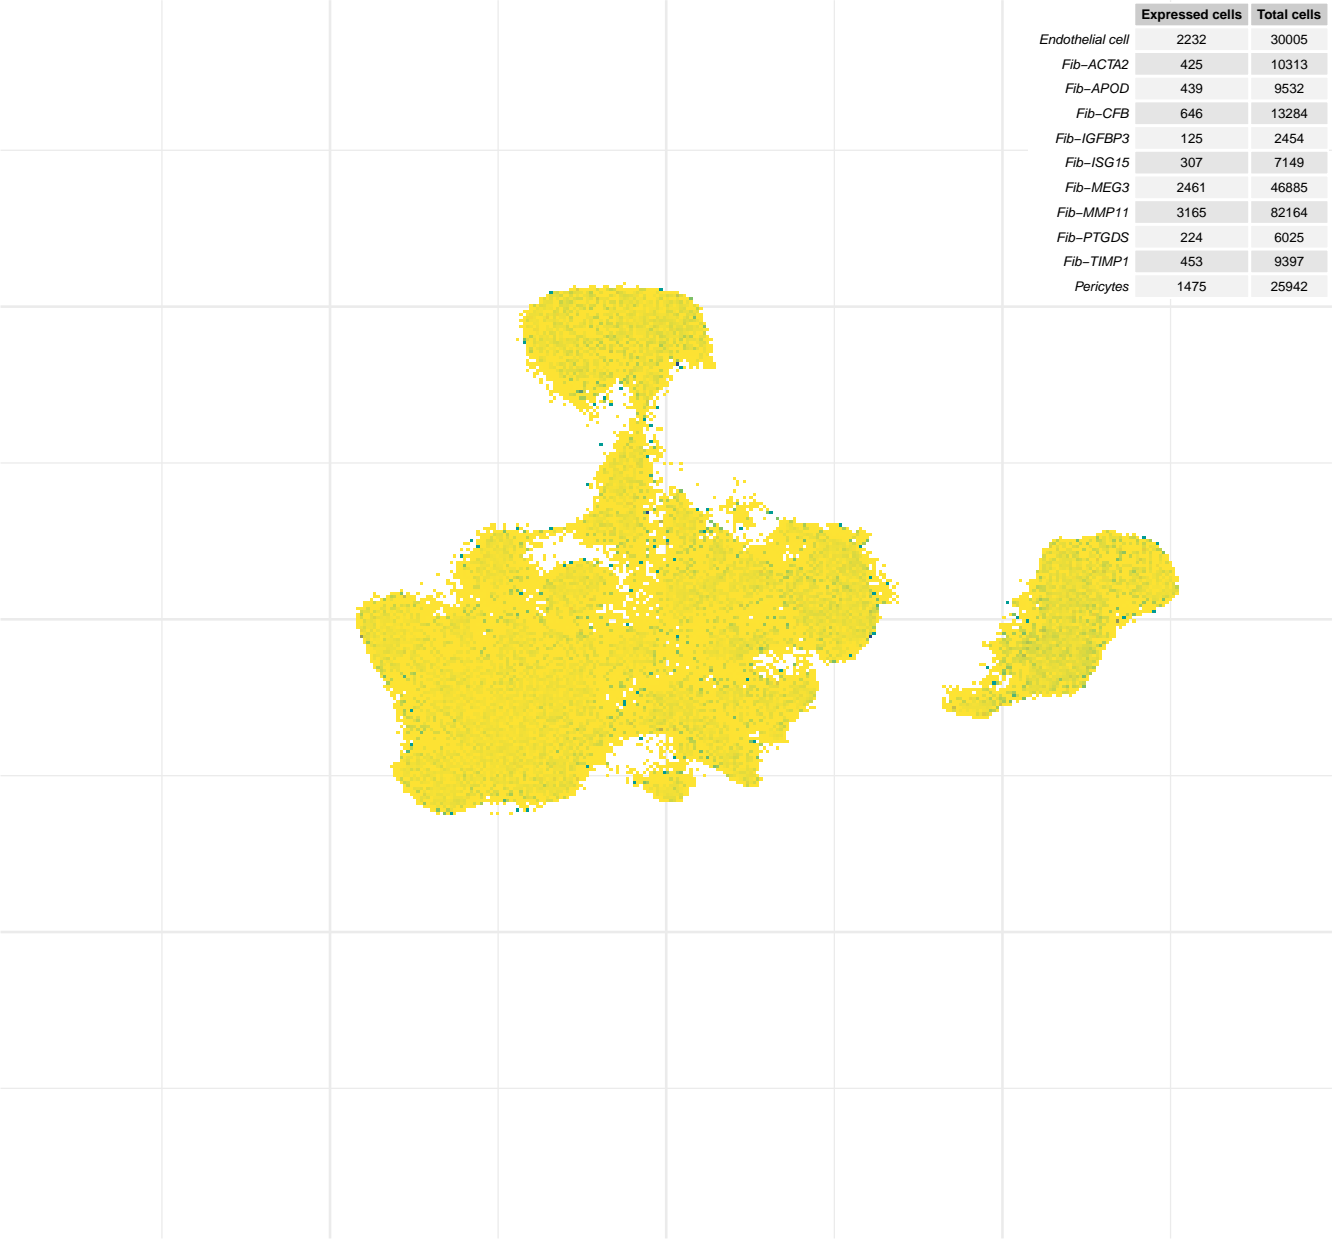 Expressed cells Total cells
Endothelial cell 2232 30005
Fib−ACTA2 425 10313
Fib−APOD 439 9532
Fib−CFB 646 13284
Fib−IGFBP3 125 2454
Fib−ISG15 307 7149
Fib−MEG3 2461 46885
Fib−MMP11 3165 82164
Fib−PTGDS 224 6025
Fib−TIMP1 453 9397
Pericytes 1475 25942